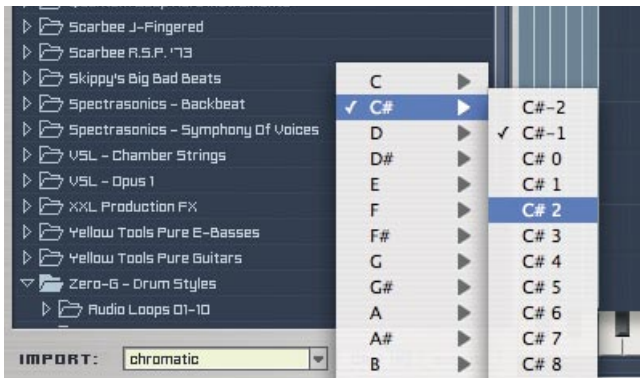 Scarbee J-Fingered
Scarbee R.S.P. '73
Skippy's Big Bad Beats
Spectrasonics - Backbeat
Spectrasonics - Symphony Of Voices
VSL - Chamber Strings
VSL - Opus 1
XXL Production FX
Yellow Tools Pure E-Basses
Yellow Tools Pure Guitars
Zero-G - Drum Styles
Audio Loops 01-10
IMPORT: chromatic
C
✓ C#
D
D#
E
F
F#
G
G#
A
A#
B
C#-2
✓ C#-1
C# 0
C# 1
C# 2
C# 3
C# 4
C# 5
C# 6
C# 7
C# 8